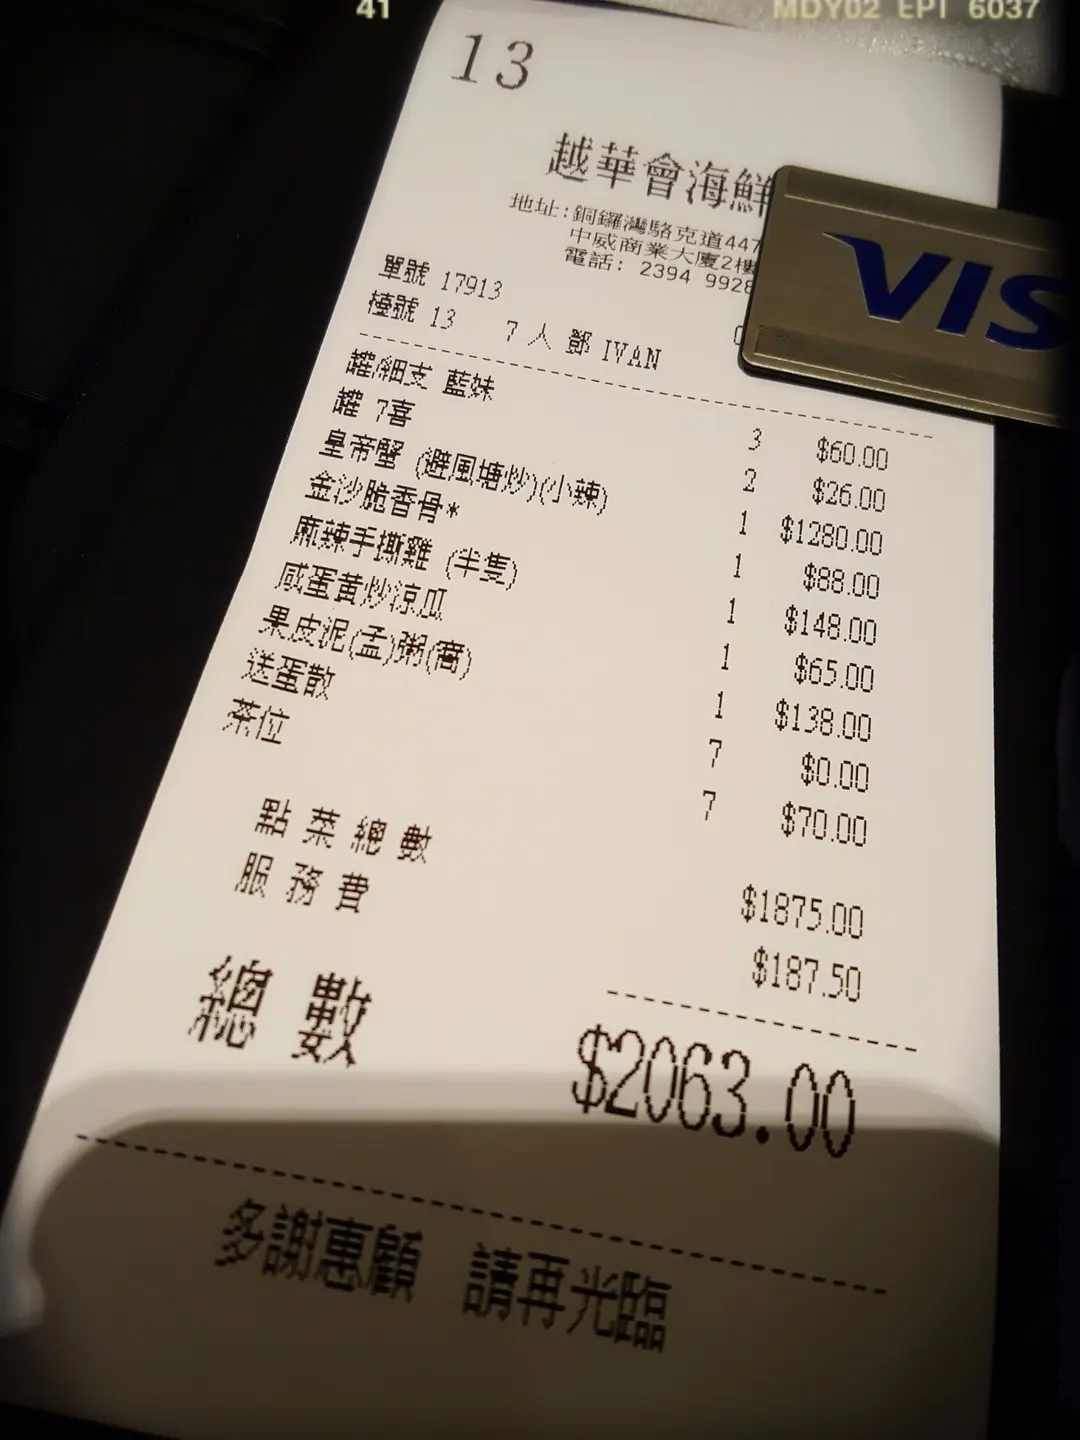 41
MDY02 EPI 6037
13
越華會海鮮
地址:銅鑼灣駱克道447
中威商業大廈2樓
電話: 2394 9928
VIS
單號 17913
檯號 13 7 人 鄧 IVAN
罐/細支 藍妹 3 $60.00
罐 7喜 2 $26.00
皇帝蟹 (避風塘炒)(小辣) 1 $1280.00
金沙脆香骨* 1 $88.00
麻辣手撕雞 (半隻) 1 $148.00
咸蛋黃炒涼瓜 1 $65.00
果皮泥(孟)粥(窩) 1 $138.00
送蛋散 7 $0.00
茶位 7 $70.00
點菜總數 $1875.00
服務費 $187.50
總數 $2063.00
多謝惠顧 請再光臨